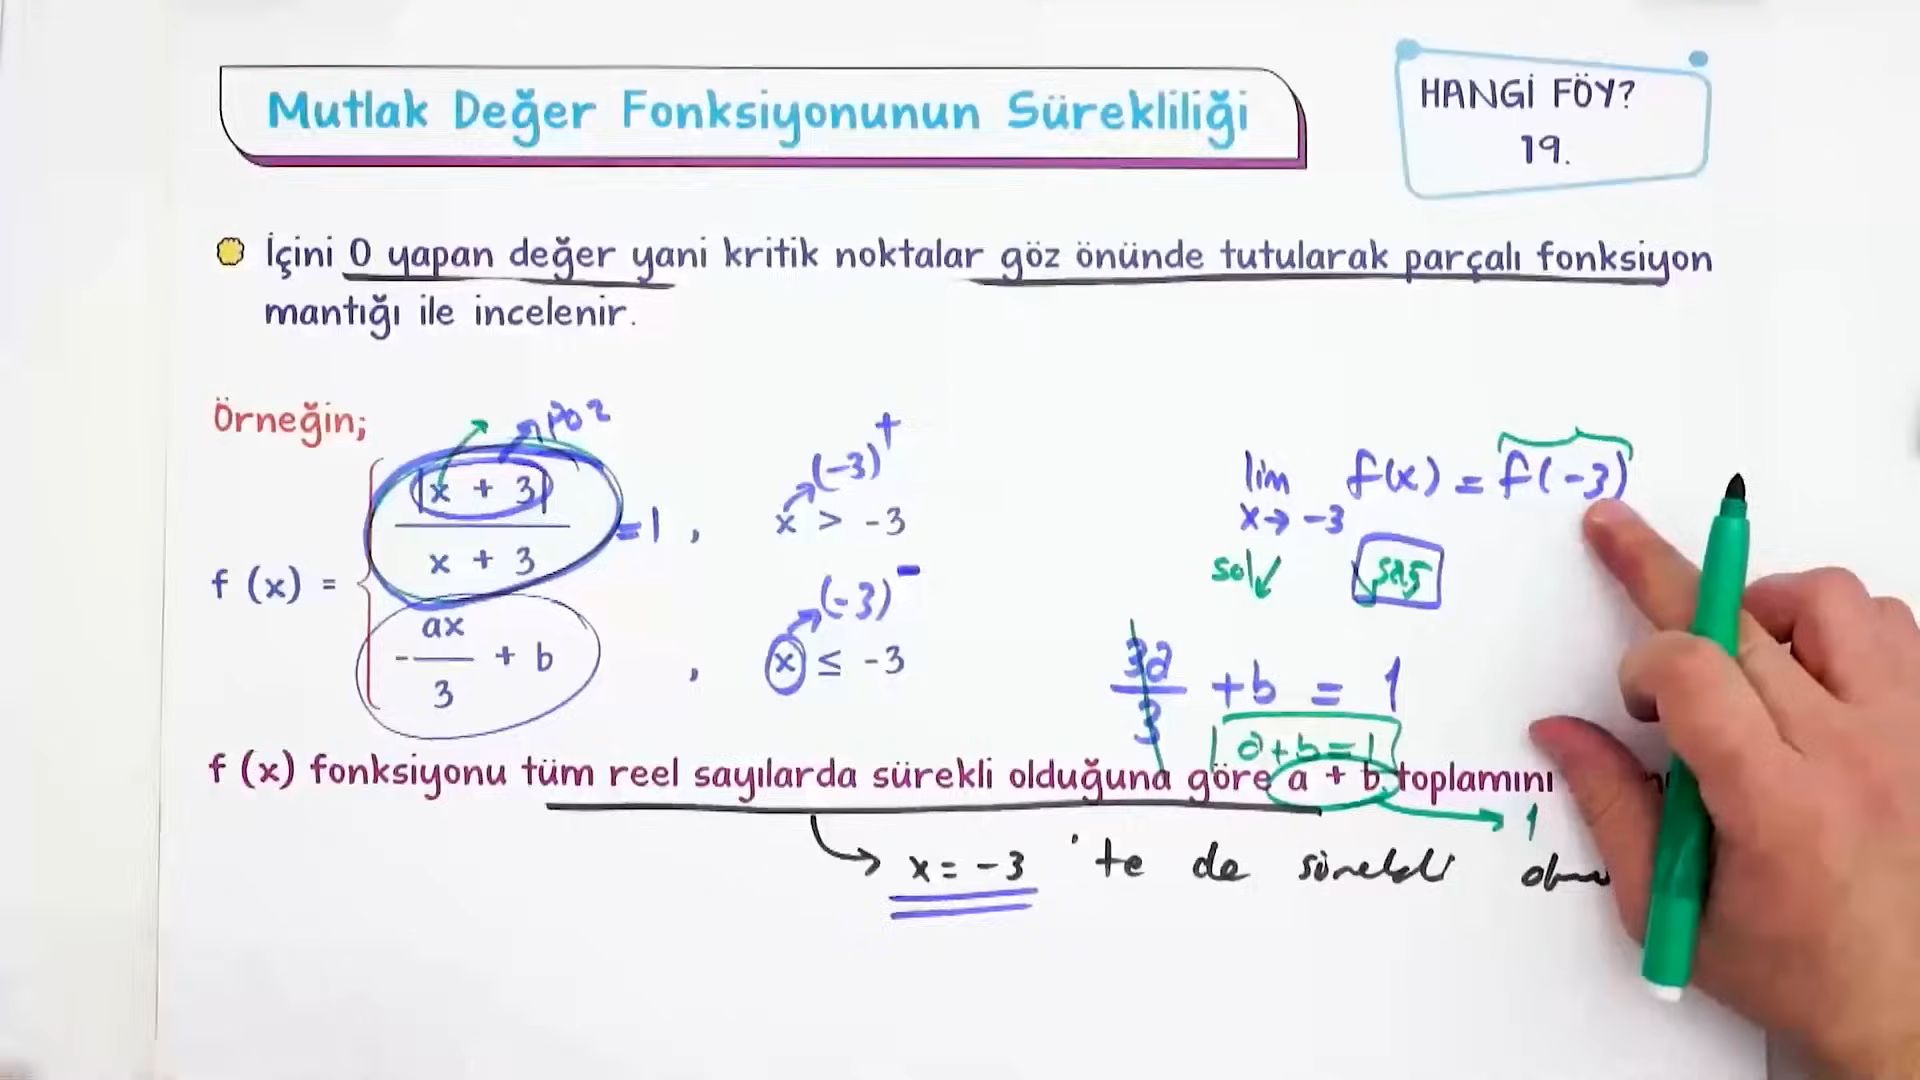 Mutlak Değer Fonksiyonunun Sürekliliği
HANGİ FÖY?
19.
İçini 0 yapan değer yani kritik noktalar göz önünde tutularak parçalı fonksiyon
mantığı ile incelenir.
Örneğin;
poz
(-3)⁺
|x + 3|
x + 3
= 1 , x > -3
f (x) =
(-3)⁻
- ax/3 + b , x ≤ -3
lim x→-3 f(x) = f(-3)
sol sağ
3a/3 + b = 1
a+b=1
f (x) fonksiyonu tüm reel sayılarda sürekli olduğuna göre a + b toplamını
1
x = -3 'te de sürekli